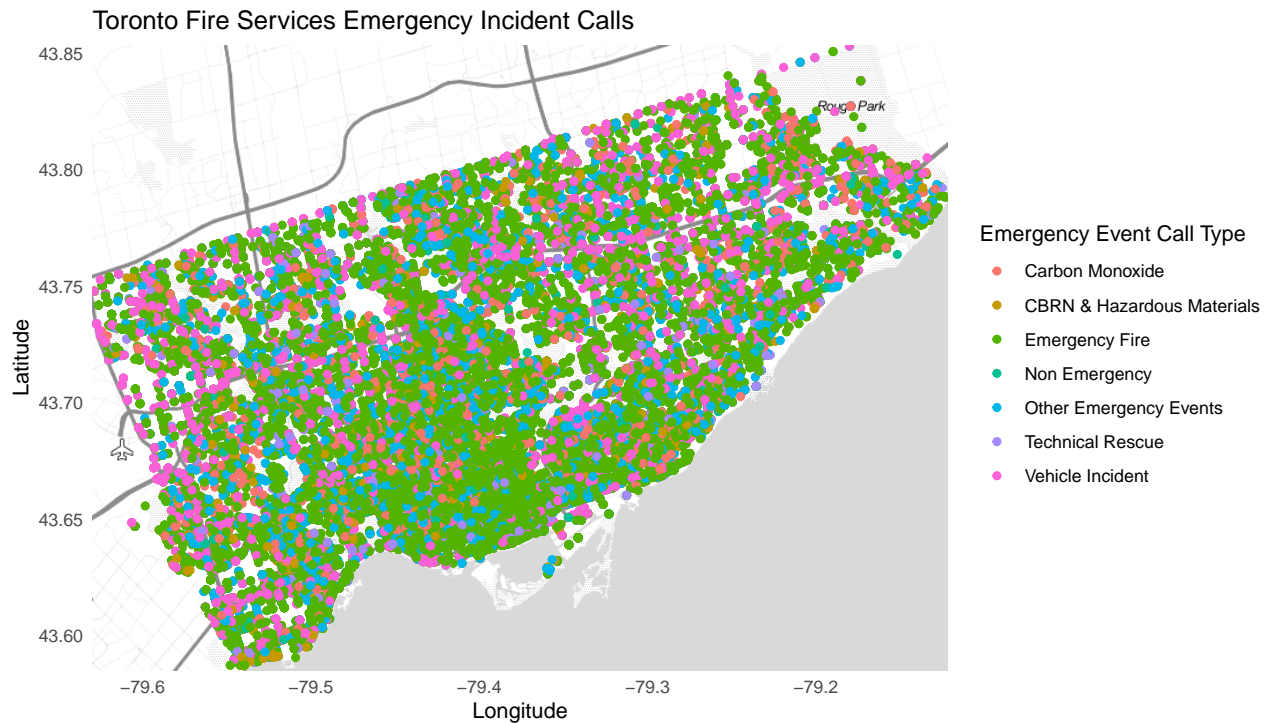 Toronto Fire Services Emergency Incident Calls
43.85
43.80
43.75
43.70
43.65
43.60
Latitude
Rouge Park
−79.6
−79.5
−79.4
−79.3
−79.2
Longitude
Emergency Event Call Type
Carbon Monoxide
CBRN & Hazardous Materials
Emergency Fire
Non Emergency
Other Emergency Events
Technical Rescue
Vehicle Incident